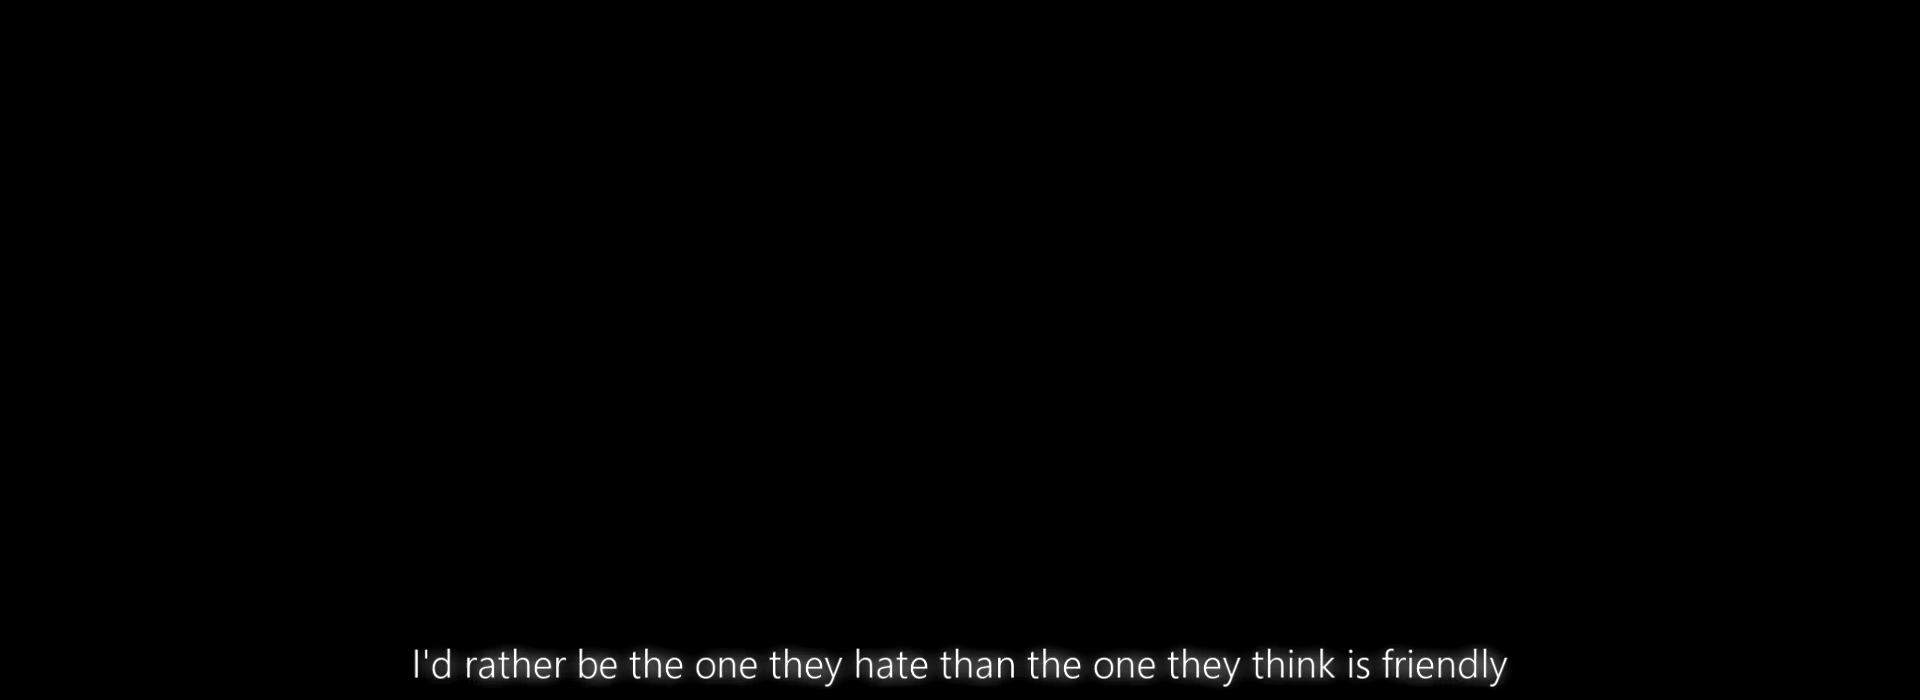 I'd rather be the one they hate than the one they think is friendly